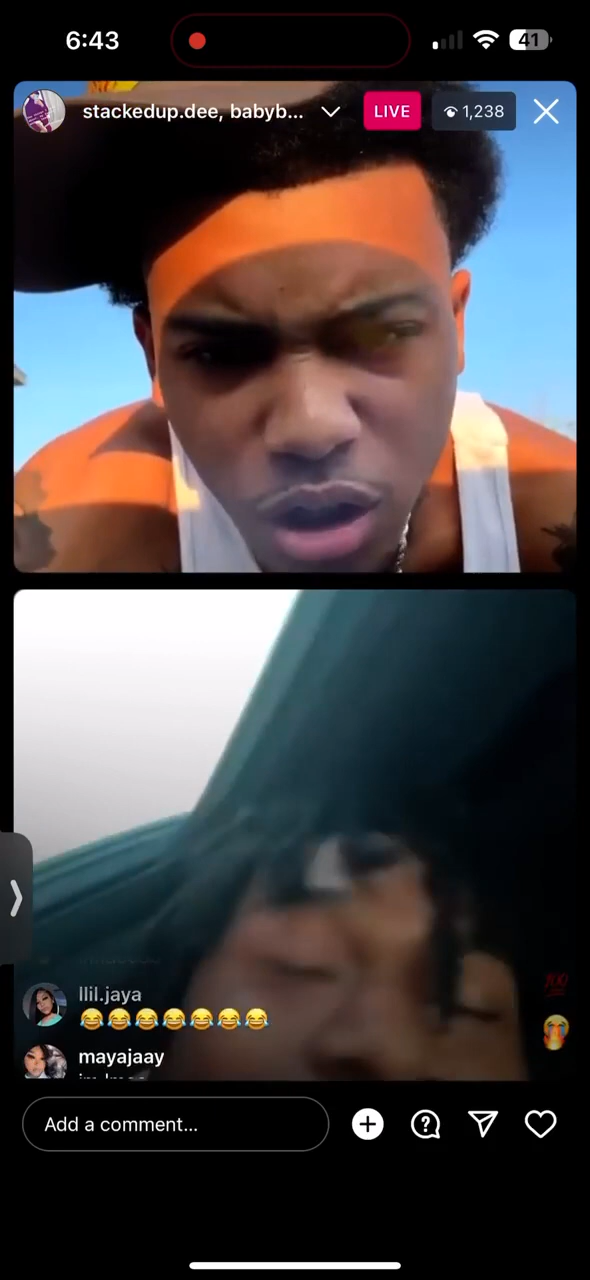 6:43
41
stackedup.dee, babyb...
LIVE
1,238
llil.jaya
😂😂😂😂😂😂😂
mayajaay
Add a comment...